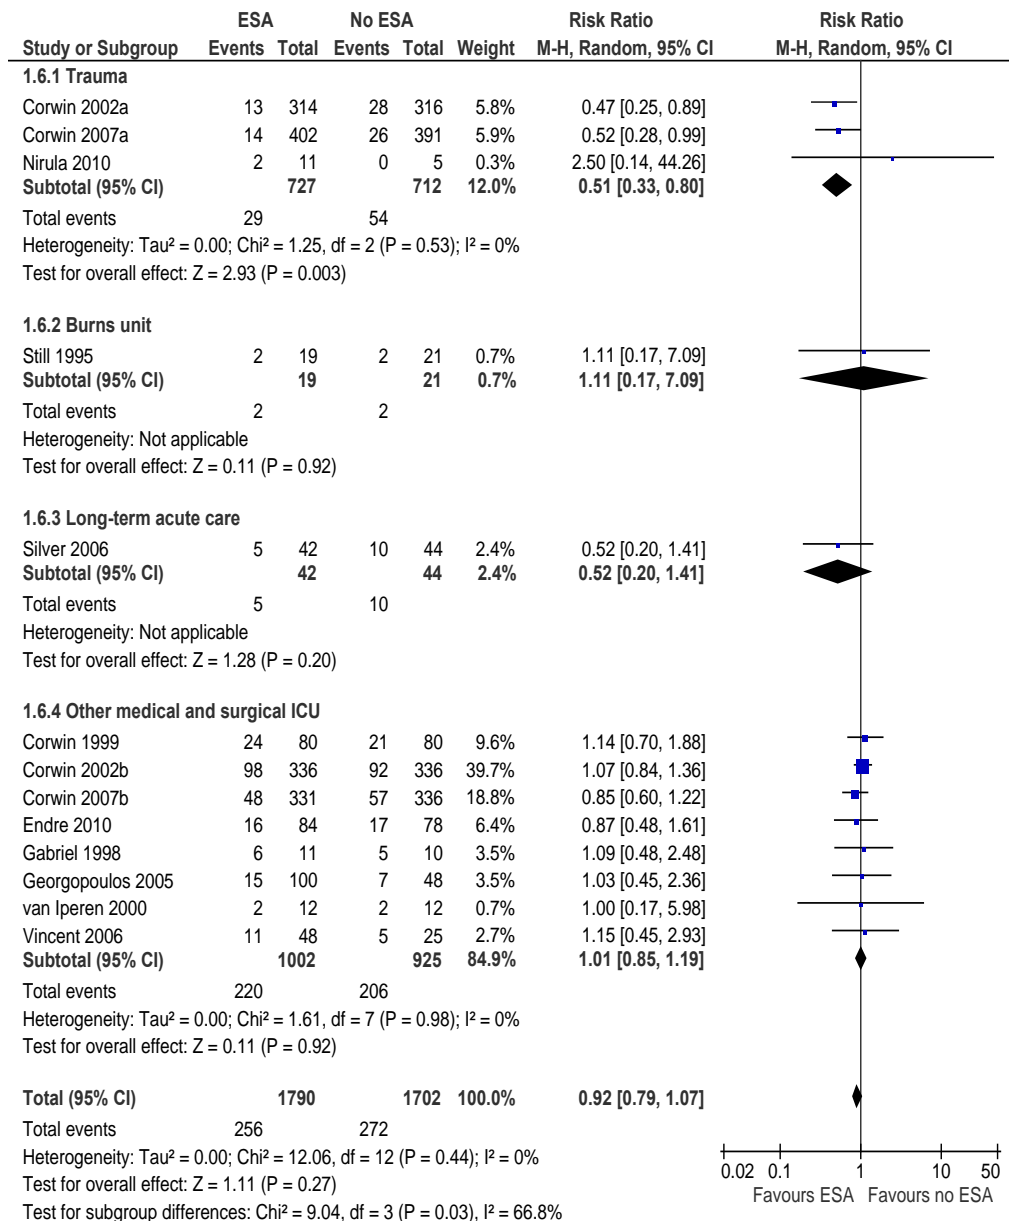 ESA No ESA Risk Ratio Risk Ratio
Study or Subgroup Events Total Events Total Weight M-H, Random, 95% CI M-H, Random, 95% CI
1.6.1 Trauma
Corwin 2002a 13 314 28 316 5.8% 0.47 [0.25, 0.89]
Corwin 2007a 14 402 26 391 5.9% 0.52 [0.28, 0.99]
Nirula 2010 2 11 0 5 0.3% 2.50 [0.14, 44.26]
Subtotal (95% CI) 727 712 12.0% 0.51 [0.33, 0.80]
Total events 29 54
Heterogeneity: Tau² = 0.00; Chi² = 1.25, df = 2 (P = 0.53); I² = 0%
Test for overall effect: Z = 2.93 (P = 0.003)
1.6.2 Burns unit
Still 1995 2 19 2 21 0.7% 1.11 [0.17, 7.09]
Subtotal (95% CI) 19 21 0.7% 1.11 [0.17, 7.09]
Total events 2 2
Heterogeneity: Not applicable
Test for overall effect: Z = 0.11 (P = 0.92)
1.6.3 Long-term acute care
Silver 2006 5 42 10 44 2.4% 0.52 [0.20, 1.41]
Subtotal (95% CI) 42 44 2.4% 0.52 [0.20, 1.41]
Total events 5 10
Heterogeneity: Not applicable
Test for overall effect: Z = 1.28 (P = 0.20)
1.6.4 Other medical and surgical ICU
Corwin 1999 24 80 21 80 9.6% 1.14 [0.70, 1.88]
Corwin 2002b 98 336 92 336 39.7% 1.07 [0.84, 1.36]
Corwin 2007b 48 331 57 336 18.8% 0.85 [0.60, 1.22]
Endre 2010 16 84 17 78 6.4% 0.87 [0.48, 1.61]
Gabriel 1998 6 11 5 10 3.5% 1.09 [0.48, 2.48]
Georgopoulos 2005 15 100 7 48 3.5% 1.03 [0.45, 2.36]
van Iperen 2000 2 12 2 12 0.7% 1.00 [0.17, 5.98]
Vincent 2006 11 48 5 25 2.7% 1.15 [0.45, 2.93]
Subtotal (95% CI) 1002 925 84.9% 1.01 [0.85, 1.19]
Total events 220 206
Heterogeneity: Tau² = 0.00; Chi² = 1.61, df = 7 (P = 0.98); I² = 0%
Test for overall effect: Z = 0.11 (P = 0.92)
Total (95% CI) 1790 1702 100.0% 0.92 [0.79, 1.07]
Total events 256 272
Heterogeneity: Tau² = 0.00; Chi² = 12.06, df = 12 (P = 0.44); I² = 0%
Test for overall effect: Z = 1.11 (P = 0.27)
Test for subgroup differences: Chi² = 9.04, df = 3 (P = 0.03), I² = 66.8%
0.02 0.1 1 10 50
Favours ESA Favours no ESA